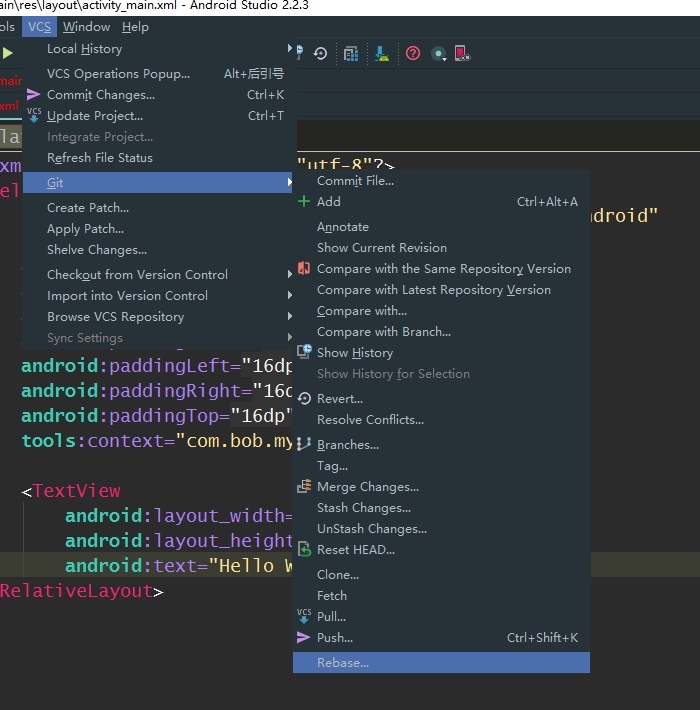 ain\res\layout\activity_main.xml - Android Studio 2.2.3
ols VCS Window Help
Local History
VCS Operations Popup... Alt+后引号
main
Commit Changes... Ctrl+K
xml
Update Project... Ctrl+T
Integrate Project...
la
Refresh File Status
xm "utf-8"?>
Git
el
Create Patch...
Apply Patch...
Shelve Changes...
Checkout from Version Control
Import into Version Control
Browse VCS Repository
Sync Settings
Commit File...
Add Ctrl+Alt+A
ndroid"
Annotate
Show Current Revision
Compare with the Same Repository Version
Compare with Latest Repository Version
Compare with...
Compare with Branch...
Show History
Show History for Selection
Revert...
Resolve Conflicts...
Branches...
Tag...
Merge Changes...
Stash Changes...
UnStash Changes...
Reset HEAD...
Clone...
Fetch
VCS Pull...
Push... Ctrl+Shift+K
Rebase...
android:paddingLeft="16dp
android:paddingRight="16d
android:paddingTop="16dp"
tools:context="com.bob.my
<TextView
android:layout_width=
android:layout_height
android:text="Hello W
RelativeLayout>